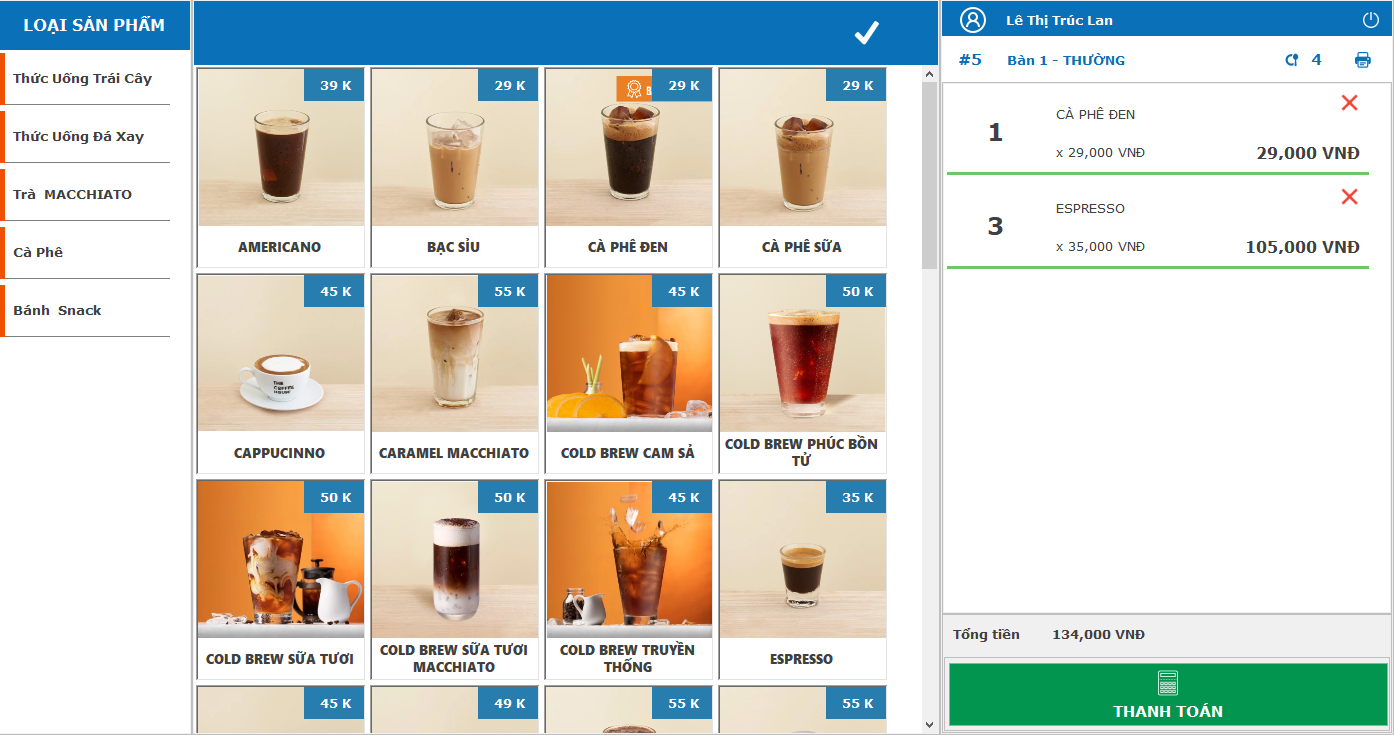 LOẠI SẢN PHẨM
Thức Uống Trái Cây
Thức Uống Đá Xay
Trà MACCHIATO
Cà Phê
Bánh Snack
39 K
29 K
29 K
29 K
AMERICANO
BẠC SỈU
CÀ PHÊ ĐEN
CÀ PHÊ SỮA
45 K
55 K
45 K
50 K
THE
COFFEE
HOUSE
CAPPUCINNO
CARAMEL MACCHIATO
COLD BREW CAM SẢ
COLD BREW PHÚC BỒN
TỬ
50 K
50 K
45 K
35 K
COLD BREW SỮA TƯƠI
COLD BREW SỮA TƯƠI
MACCHIATO
COLD BREW TRUYỀN
THỐNG
ESPRESSO
45 K
49 K
55 K
55 K
Lê Thị Trúc Lan
#5 Bàn 1 - THƯỜNG 4
CÀ PHÊ ĐEN
1
x 29,000 VNĐ 29,000 VNĐ
ESPRESSO
3
x 35,000 VNĐ 105,000 VNĐ
Tổng tiền 134,000 VNĐ
THANH TOÁN